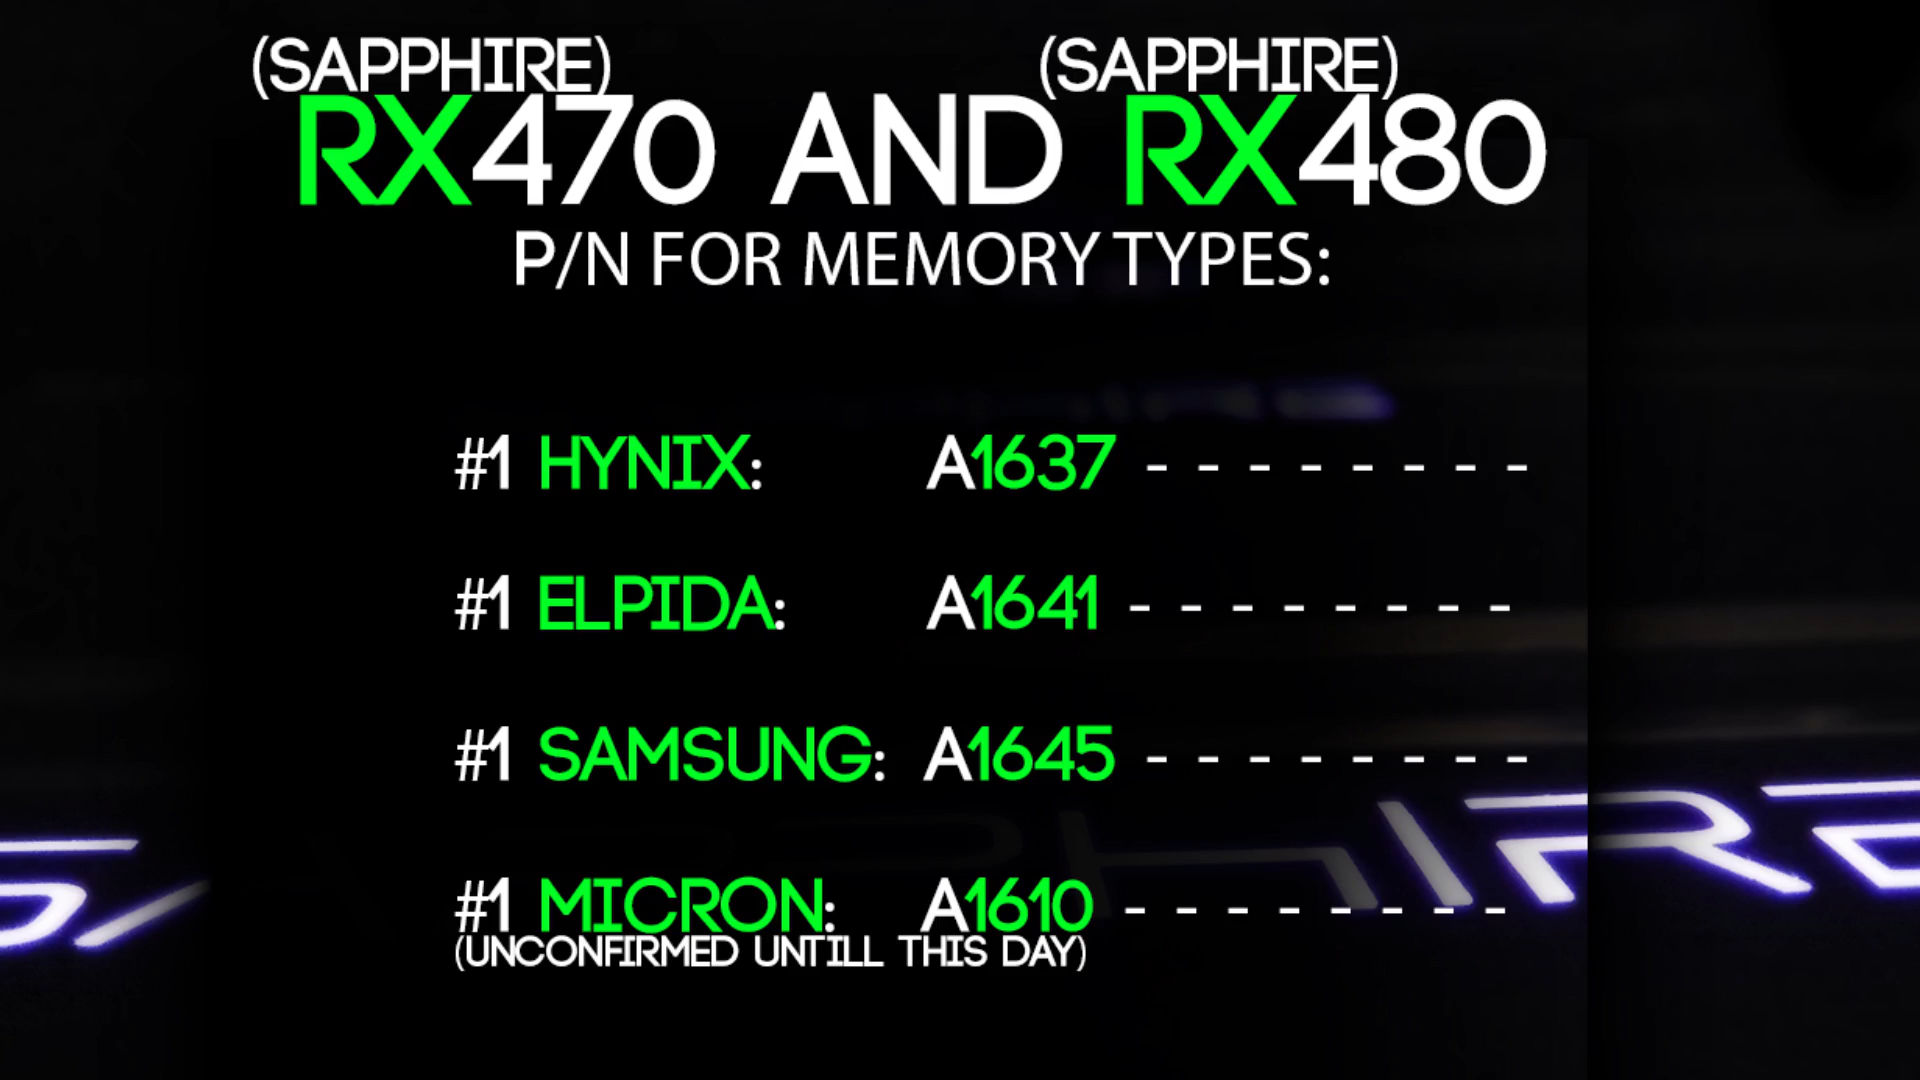 (SAPPHIRE) (SAPPHIRE)
RX470 AND RX480
P/N FOR MEMORY TYPES:
#1 HYNIX: A1637 - - - - - - - -
#1 ELPIDA: A1641 - - - - - - - -
#1 SAMSUNG: A1645 - - - - - - - -
#1 MICRON: A1610 - - - - - - - -
(UNCONFIRMED UNTILL THIS DAY)
SAPPHIRE